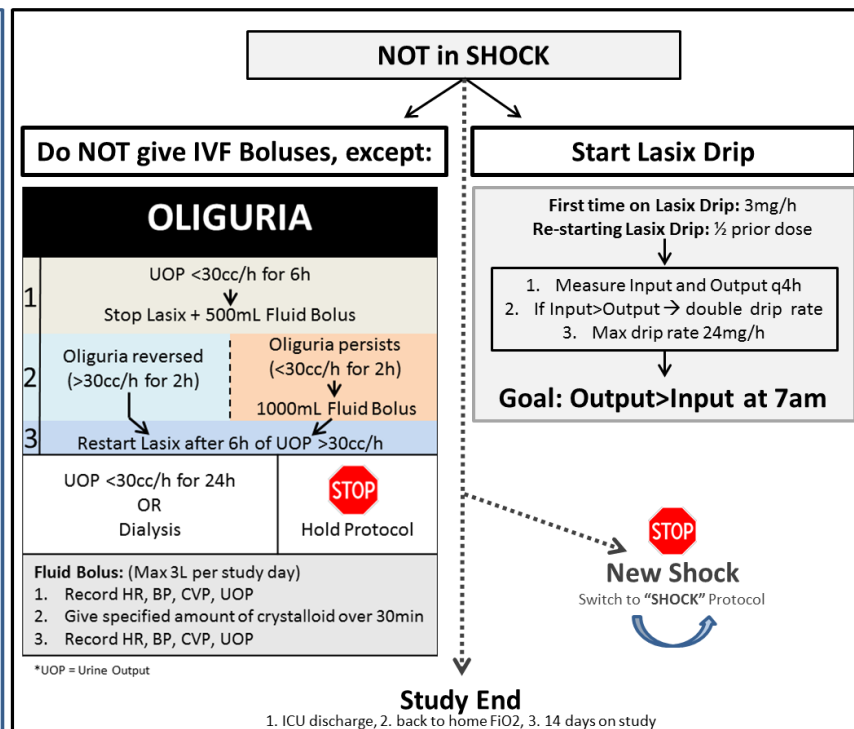 NOT in SHOCK
Do NOT give IVF Boluses, except:
OLIGURIA
1
UOP <30cc/h for 6h
Stop Lasix + 500mL Fluid Bolus
2
Oliguria reversed
(>30cc/h for 2h)
Oliguria persists
(<30cc/h for 2h)
1000mL Fluid Bolus
3
Restart Lasix after 6h of UOP >30cc/h
UOP <30cc/h for 24h
OR
Dialysis
STOP
Hold Protocol
Fluid Bolus: (Max 3L per study day)
1. Record HR, BP, CVP, UOP
2. Give specified amount of crystalloid over 30min
3. Record HR, BP, CVP, UOP
*UOP = Urine Output
Start Lasix Drip
First time on Lasix Drip: 3mg/h
Re-starting Lasix Drip: ½ prior dose
1. Measure Input and Output q4h
2. If Input>Output → double drip rate
3. Max drip rate 24mg/h
Goal: Output>Input at 7am
STOP
New Shock
Switch to “SHOCK” Protocol
Study End
1. ICU discharge, 2. back to home FiO2, 3. 14 days on study